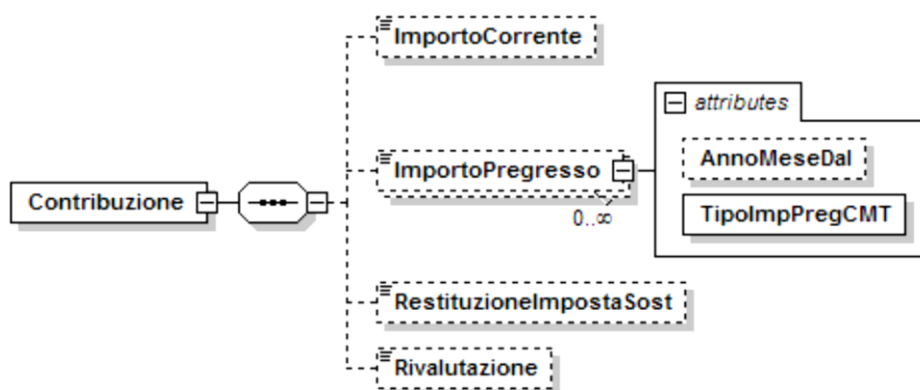 ImportoCorrente
attributes
AnnoMeseDal
ImportoPregresso
Contribuzione
TipoImpPregCMT
0..∞
RestituzioneImpostaSost
Rivalutazione